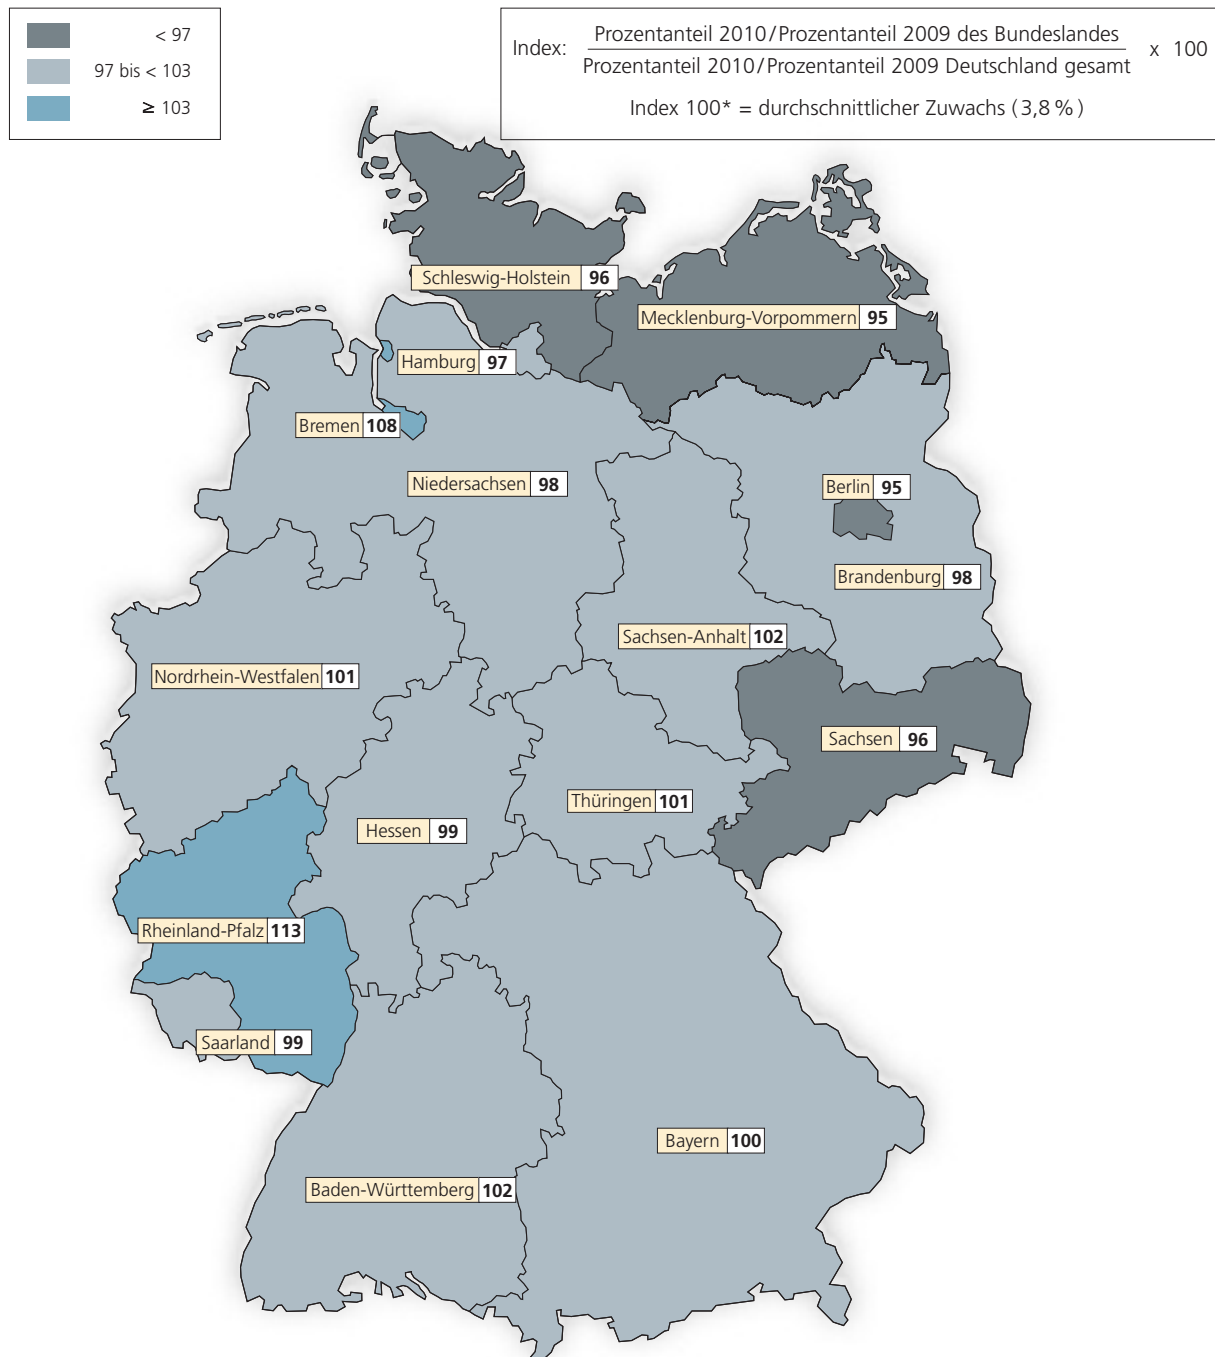 < 97
97 bis < 103
≥ 103
Index: Prozentanteil 2010/Prozentanteil 2009 des Bundeslandes
Prozentanteil 2010/Prozentanteil 2009 Deutschland gesamt
x 100
Index 100* = durchschnittlicher Zuwachs (3,8 %)
Schleswig-Holstein 96
Mecklenburg-Vorpommern 95
Hamburg 97
Bremen 108
Niedersachsen 98
Berlin 95
Brandenburg 98
Sachsen-Anhalt 102
Nordrhein-Westfalen 101
Sachsen 96
Thüringen 101
Hessen 99
Rheinland-Pfalz 113
Saarland 99
Bayern 100
Baden-Württemberg 102